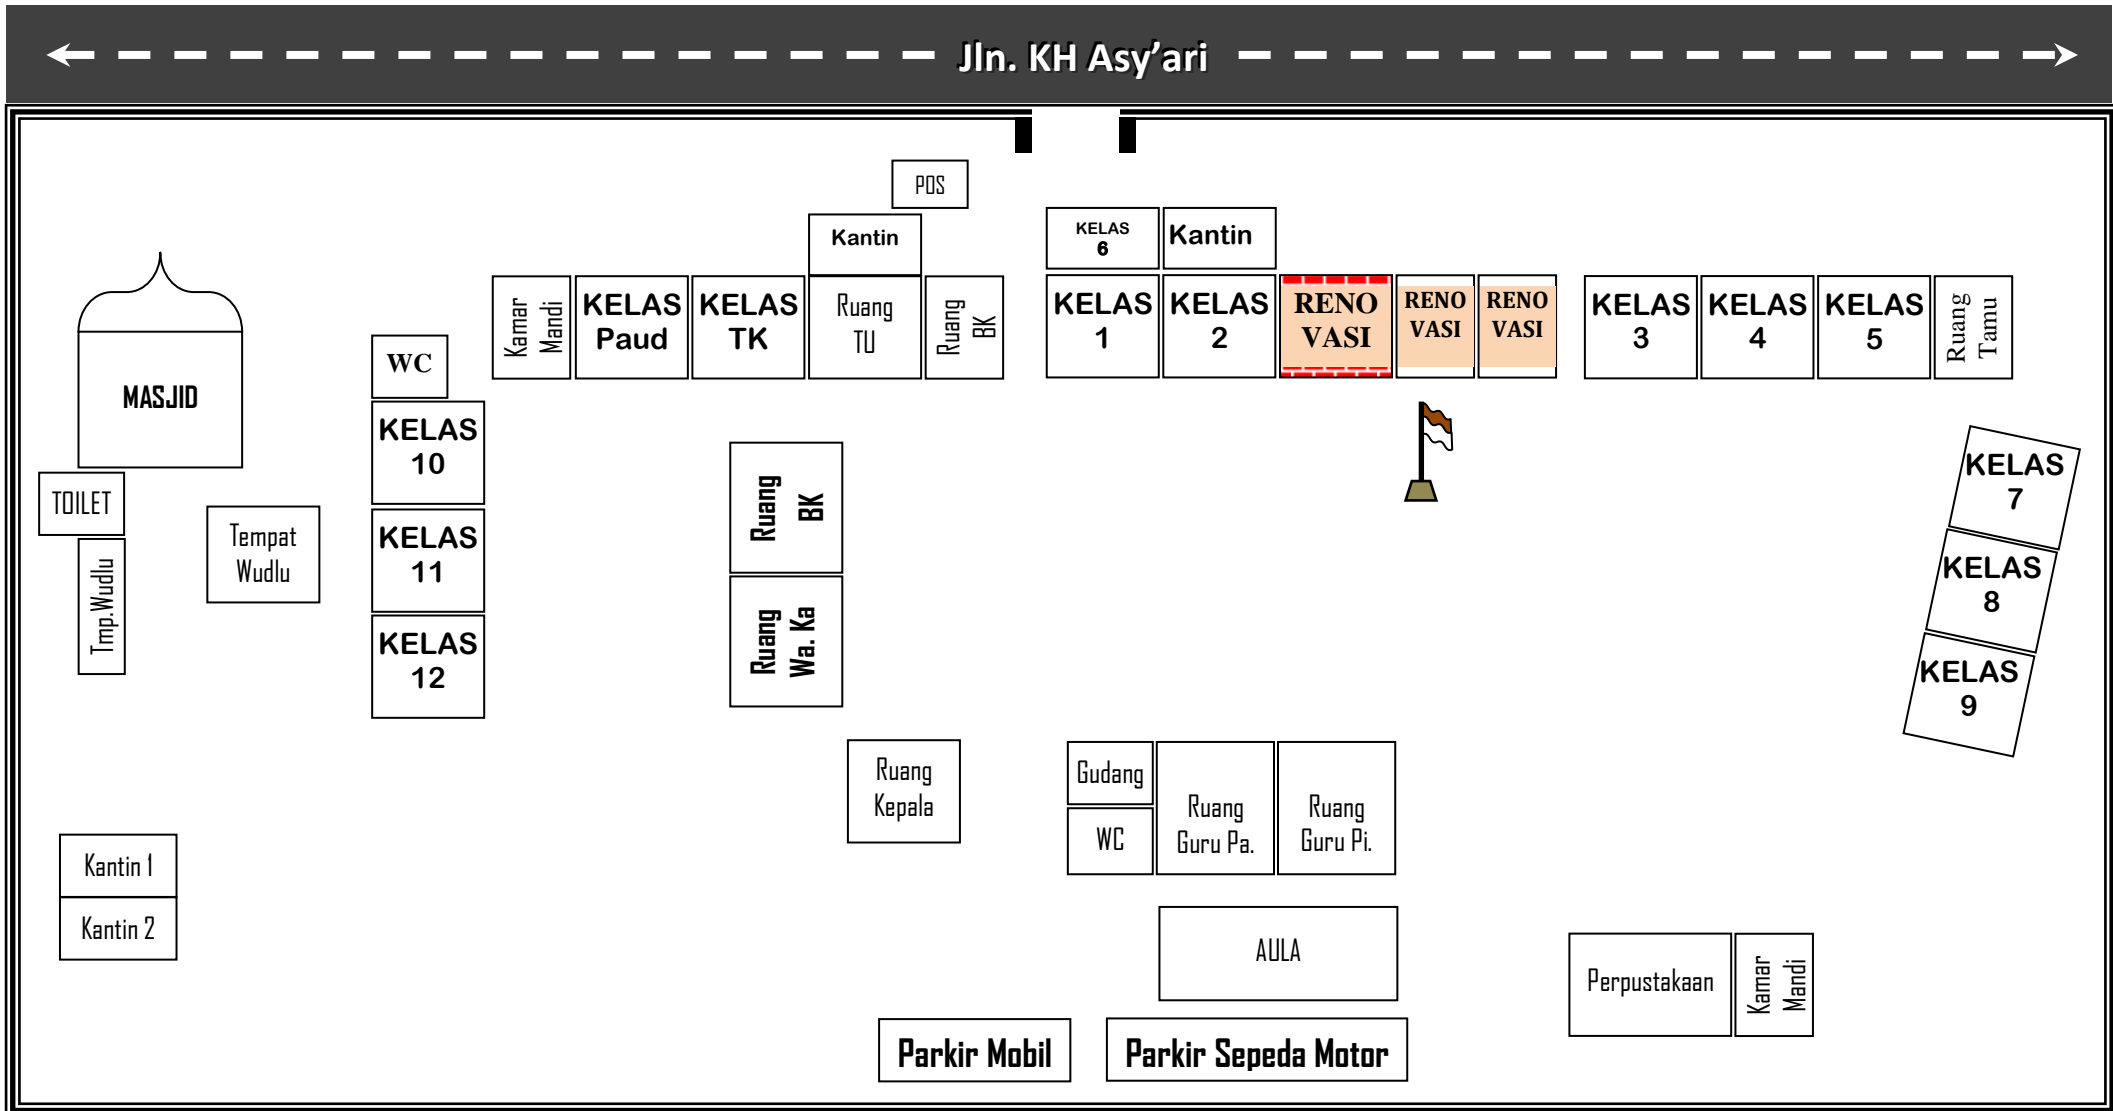 Jln. KH Asy’ari
POS
Kantin
KELAS
6
Kantin
Kamar
Mandi
KELAS
Paud
KELAS
TK
Ruang
TU
Ruang
BK
KELAS
1
KELAS
2
RENO
VASI
RENO
VASI
RENO
VASI
KELAS
3
KELAS
4
KELAS
5
Ruang
Tamu
MASJID
WC
KELAS
10
KELAS
11
KELAS
12
TOILET
Tmp.Wudlu
Tempat
Wudlu
Ruang
BK
Ruang
Wa. Ka
KELAS
7
KELAS
8
KELAS
9
Ruang
Kepala
Gudang
WC
Ruang
Guru Pa.
Ruang
Guru Pi.
Kantin 1
Kantin 2
AULA
Perpustakaan
Kamar
Mandi
Parkir Mobil
Parkir Sepeda Motor